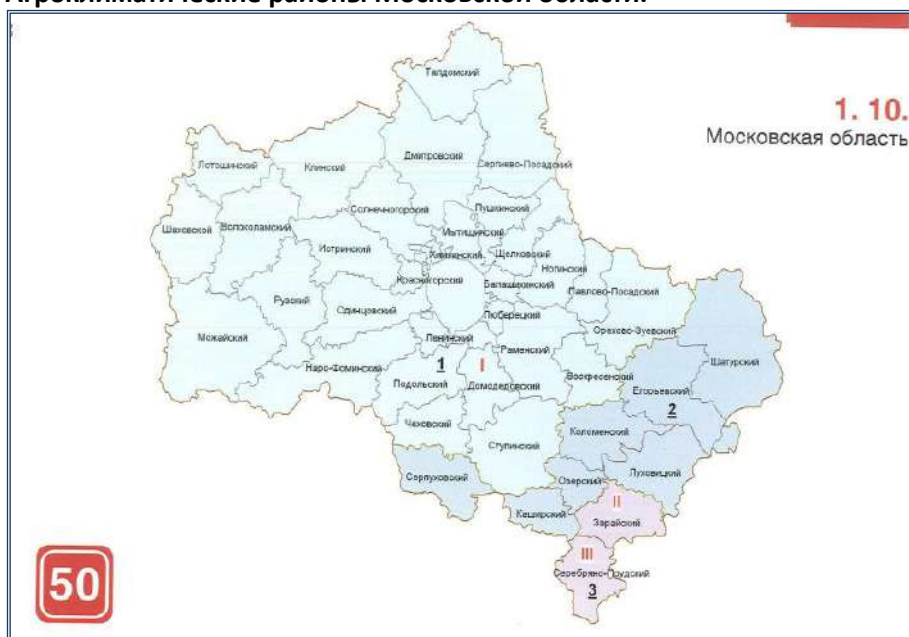 Агроклиматические районы Московской области.
1. 10.
Московская область
Талдомский
Лотошинский
Клинский
Дмитровский
Сергиево-Посадский
Солнечногорский
Пушкинский
Шаховской
Волоколамский
Мытищинский
Истринский
Химкинский
Щелковский
Ногинский
Красногорский
Балашихинский
Павлово-Посадский
Рузский
Одинцовский
Люберецкий
Можайский
Ленинский
Орехово-Зуевский
Раменский
Наро-Фоминский
1
I
Шатурский
Подольский
Домодедовский
Воскресенский
Егорьевский
2
Чеховский
Коломенский
Ступинский
Серпуховский
Озерский
Луховицкий
Каширский
II
Зарайский
III
Серебряно-Прудский
3
50